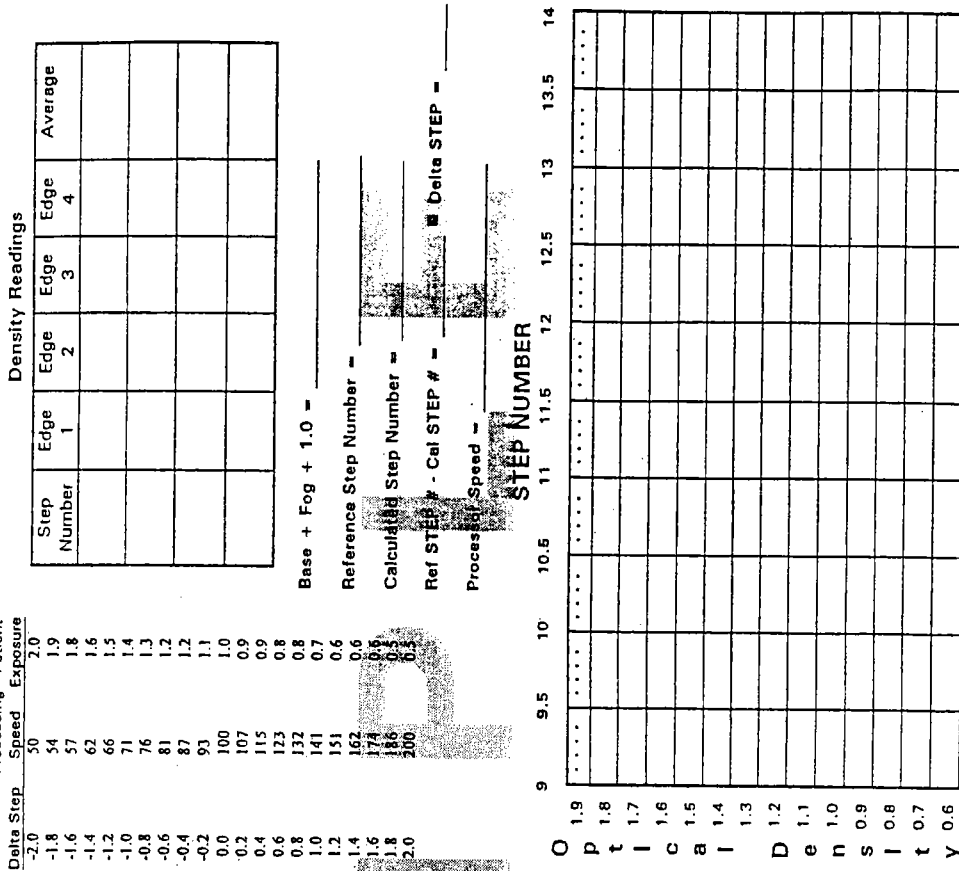 Processing Patient
Delta Step Speed Exposure
-2.0 50 2.0
-1.8 54 1.9
-1.6 57 1.8
-1.4 62 1.6
-1.2 66 1.5
-1.0 71 1.4
-0.8 76 1.3
-0.6 81 1.2
-0.4 87 1.2
-0.2 93 1.1
0.0 100 1.0
0.2 107 0.9
0.4 115 0.9
0.6 123 0.8
0.8 132 0.8
1.0 141 0.7
1.2 151 0.6
1.4 162 0.6
1.6 174 0.6
1.8 186 0.5
2.0 200 0.5
Density Readings
Step Edge Edge Edge Edge Average
Number 1 2 3 4
Base + Fog + 1.0 =
Reference Step Number =
Calculated Step Number =
Ref STEP # - Cal STEP # = = Delta STEP =
Processor Speed =
STEP NUMBER
9 9.5 10 10.5 11 11.5 12 12.5 13 13.5 14
Optical Density
1.9
1.8
1.7
1.6
1.5
1.4
1.3
1.2
1.1
1.0
0.9
0.8
0.7
0.6